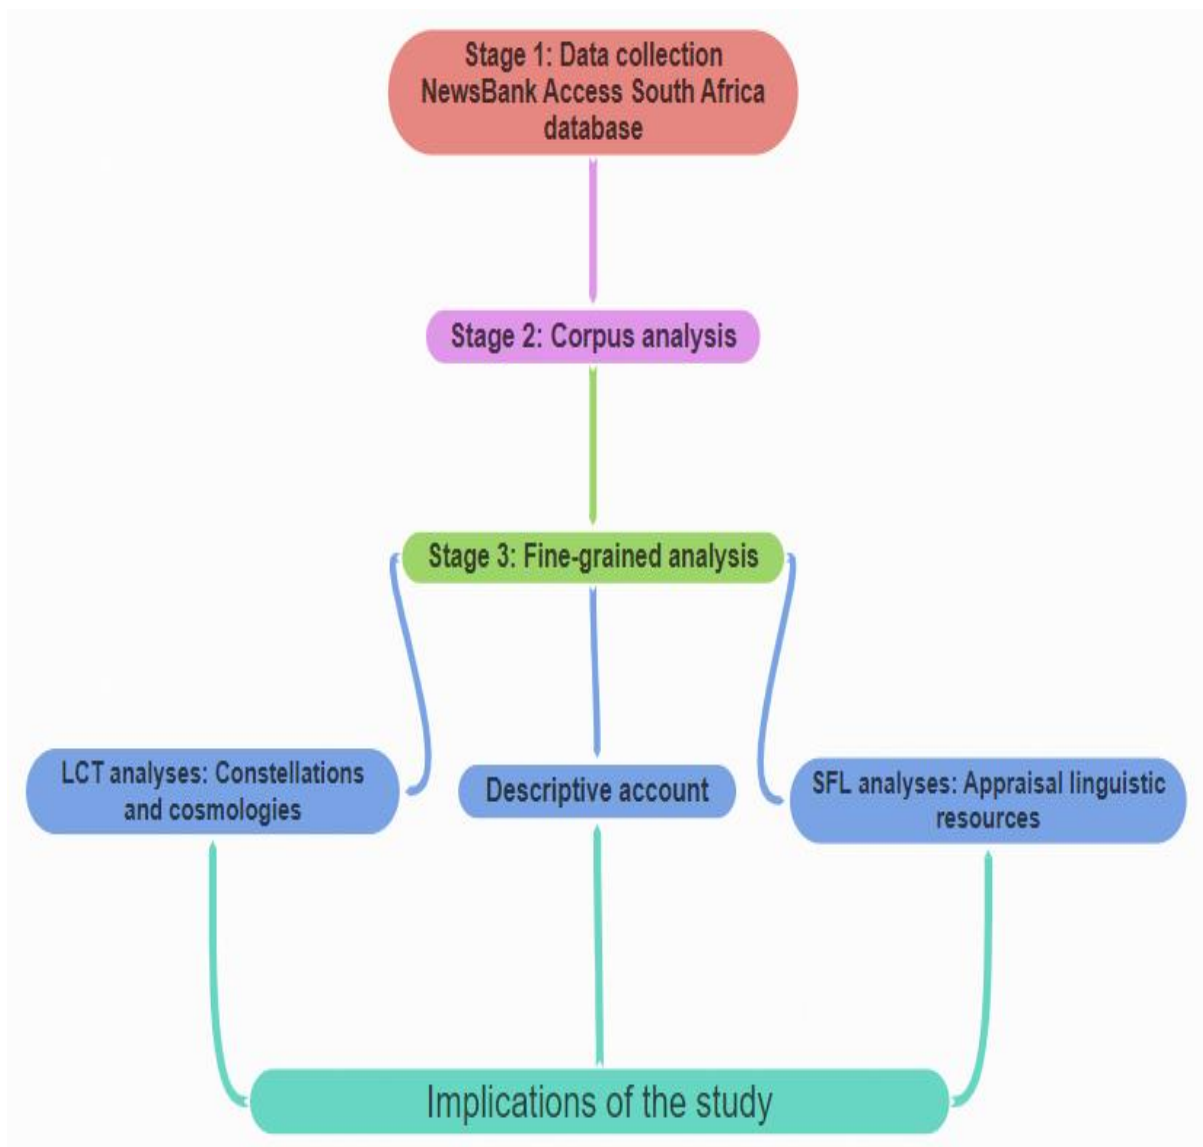 Stage 1: Data collection
NewsBank Access South Africa
database
Stage 2: Corpus analysis
Stage 3: Fine-grained analysis
LCT analyses: Constellations
and cosmologies
Descriptive account
SFL analyses: Appraisal linguistic
resources
Implications of the study